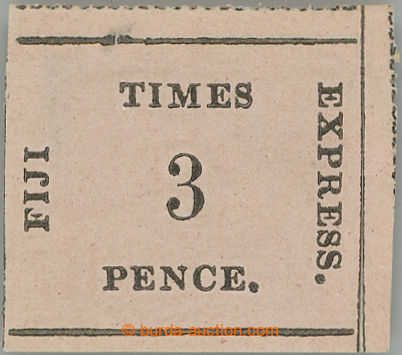 FIJI
TIMES
3
PENCE.
EXPRESS.
© burda-auction.com